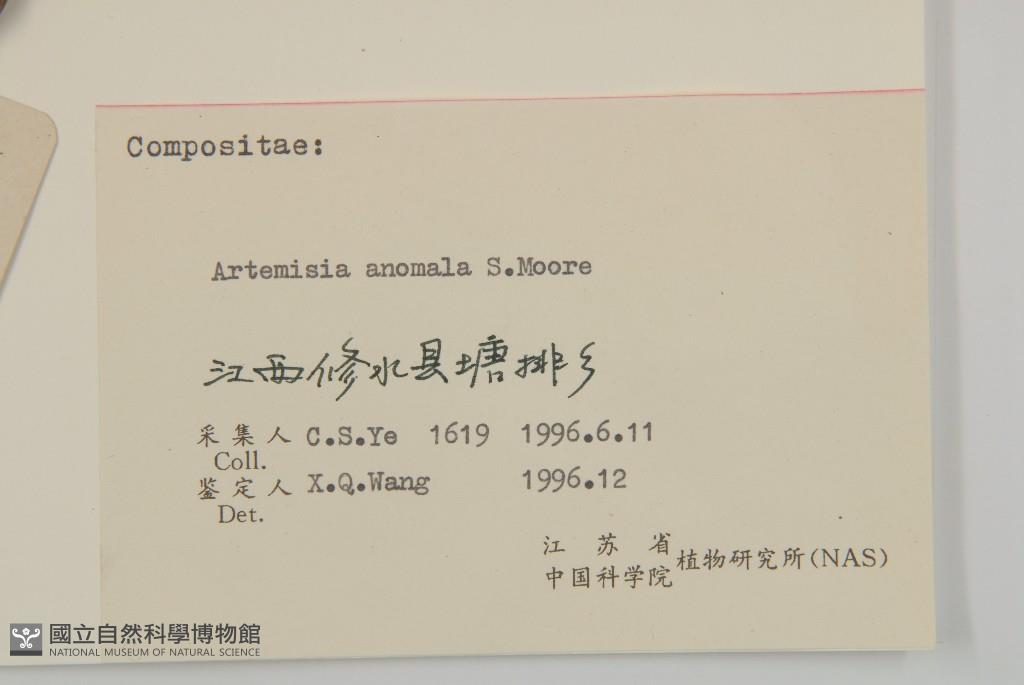 Compositae:
Artemisia anomala S.Moore
江西修水县塘排乡
采集人 C.S.Ye 1619 1996.6.11
Coll.
鉴定人 X.Q.Wang 1996.12
Det.
江苏省
中国科学院 植物研究所(NAS)
國立自然科學博物館
NATIONAL MUSEUM OF NATURAL SCIENCE